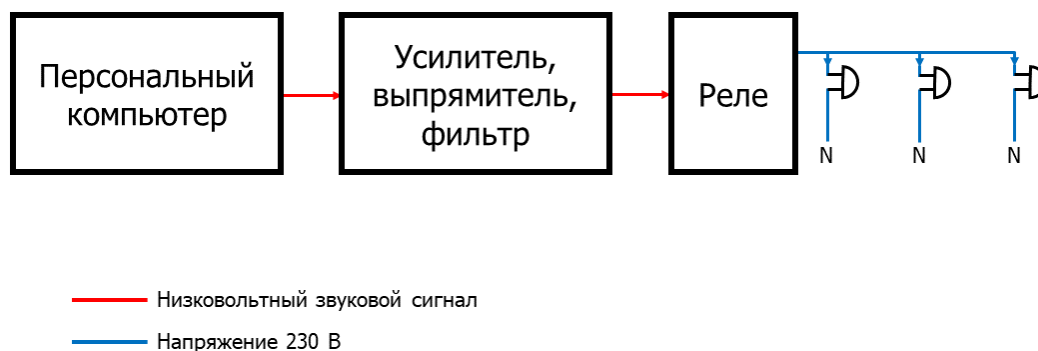 Персональный
компьютер
Усилитель,
выпрямитель,
фильтр
Реле
N
N
N
Низковольтный звуковой сигнал
Напряжение 230 В